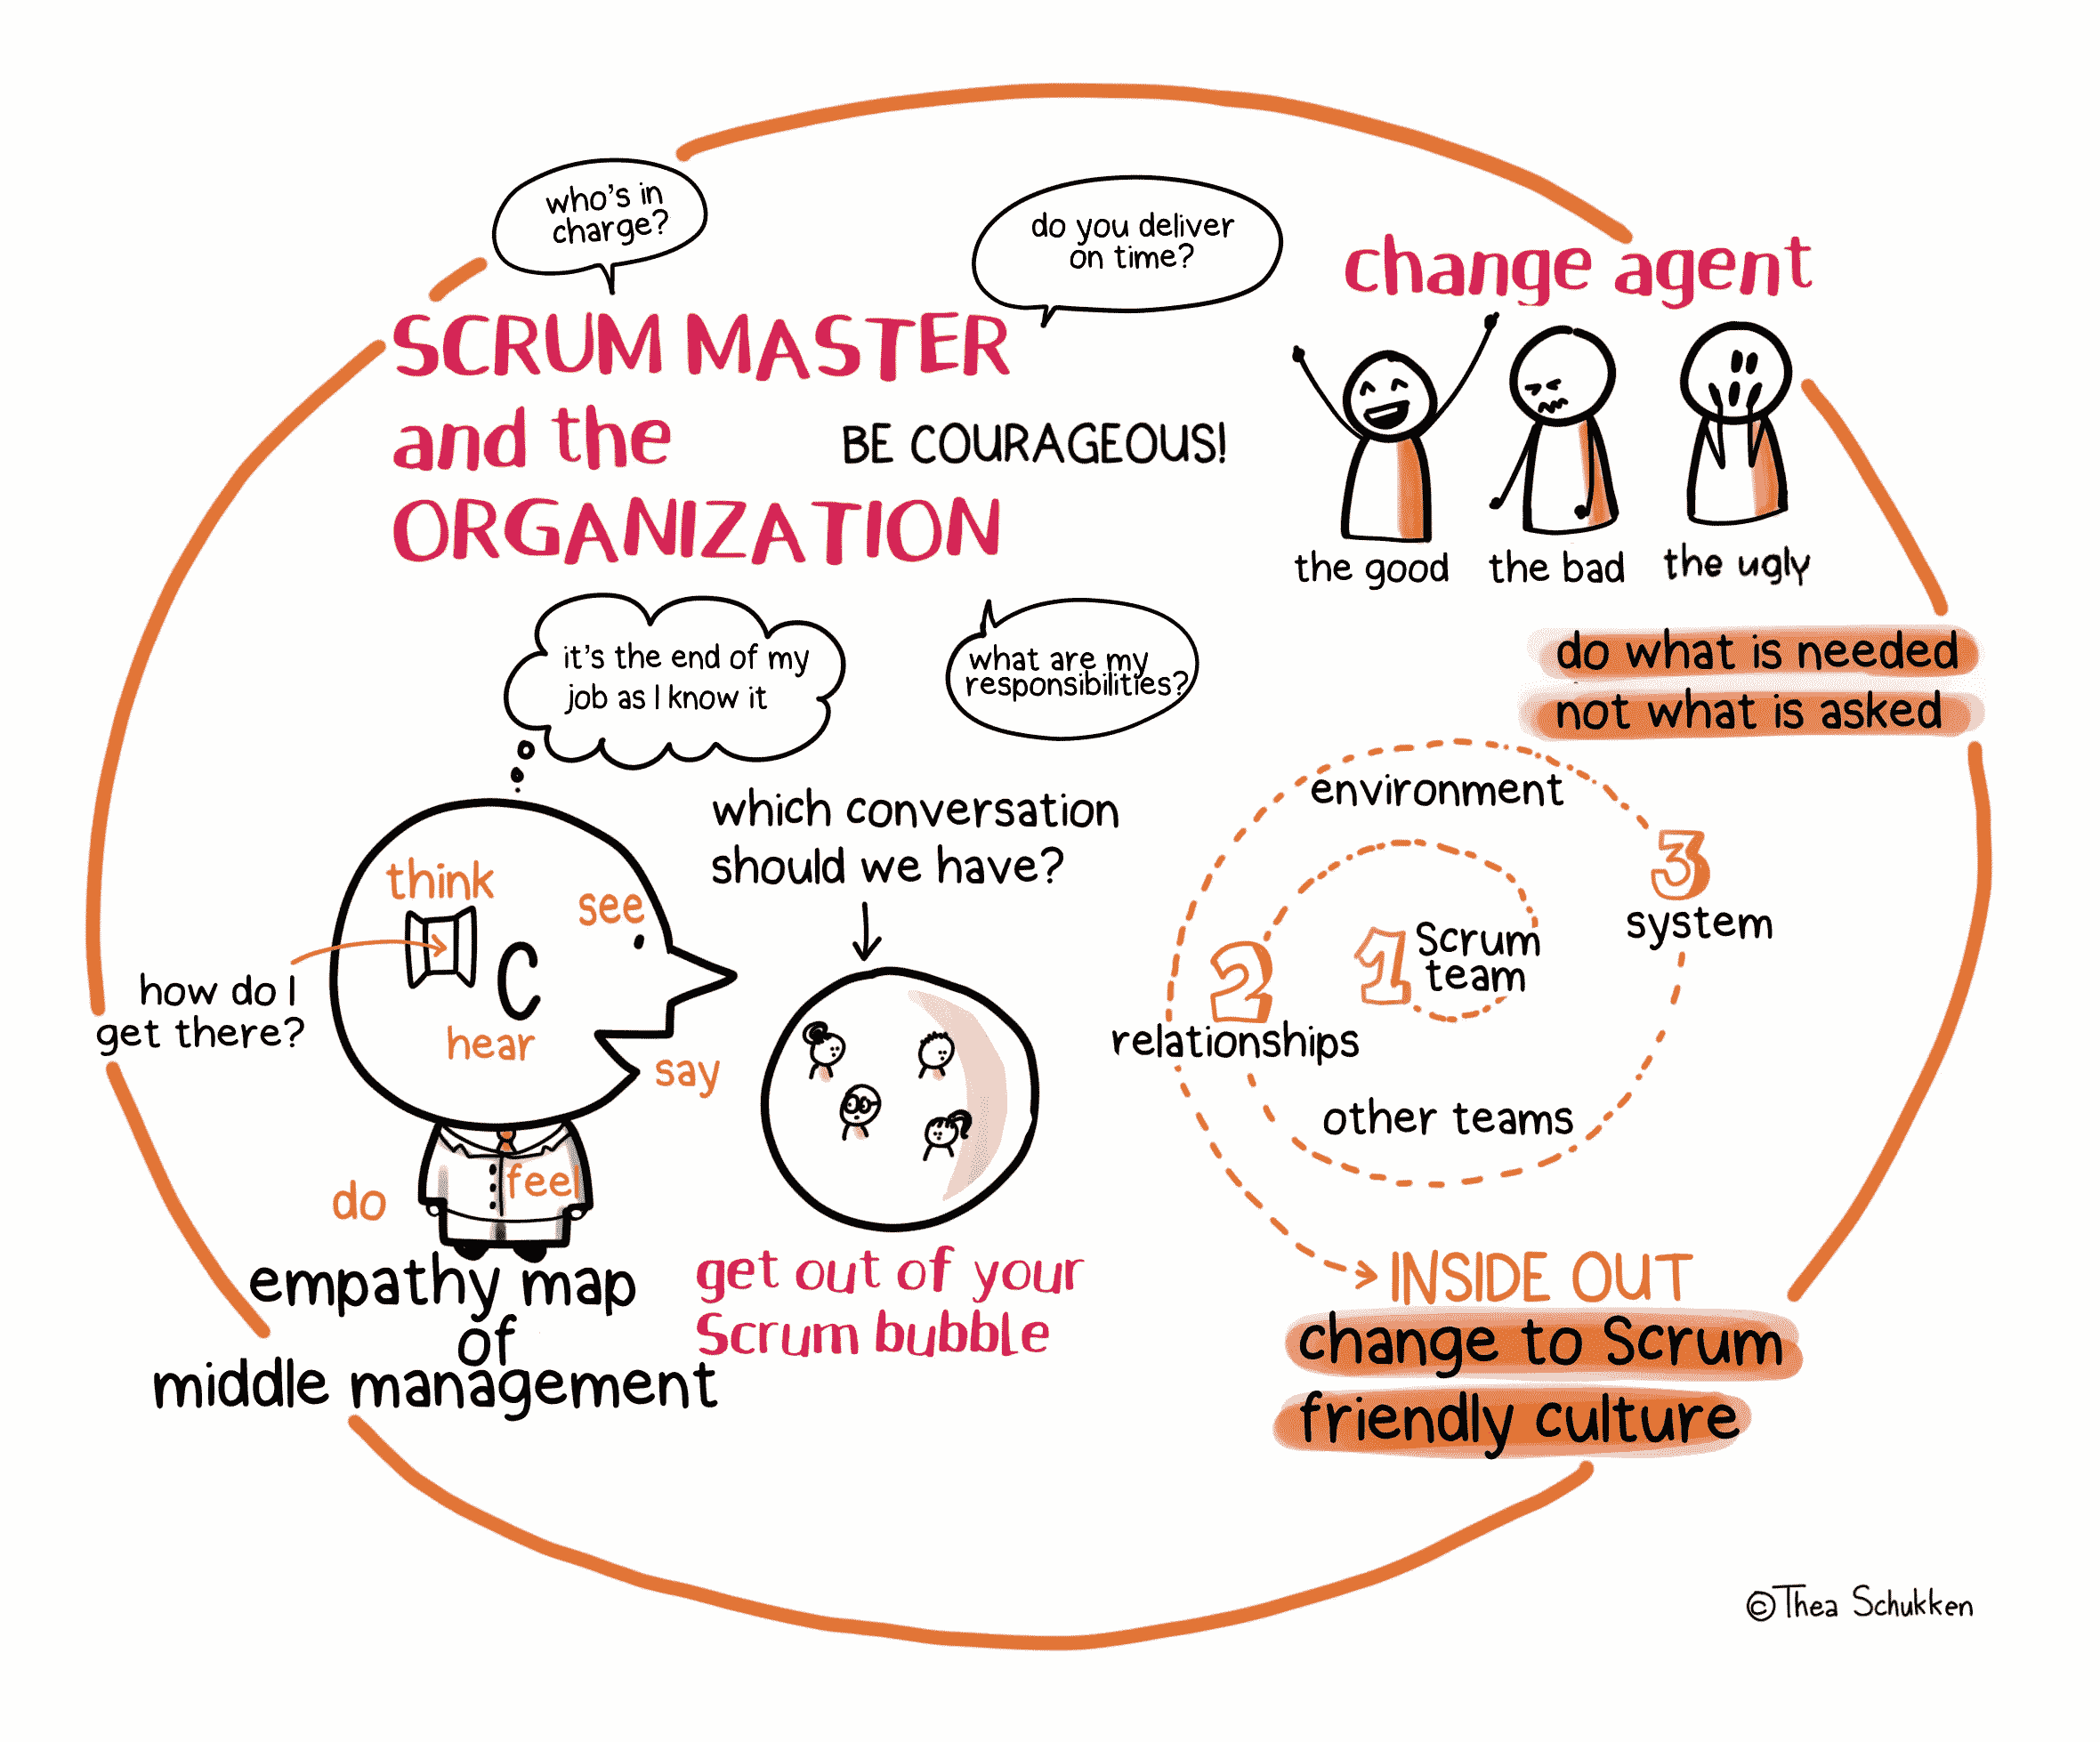 who's in
charge?
do you deliver
on time?
SCRUM MASTER
and the
ORGANIZATION
BE COURAGEOUS!
change agent
the good
the bad
the ugly
do what is needed
not what is asked
it's the end of my
job as I know it
what are my
responsibilities?
think
see
hear
say
feel
do
how do I
get there?
empathy map
of
middle management
which conversation
should we have?
get out of your
Scrum bubble
environment
3
system
1 Scrum
team
2
relationships
other teams
INSIDE OUT
change to Scrum
friendly culture
©Thea Schukken